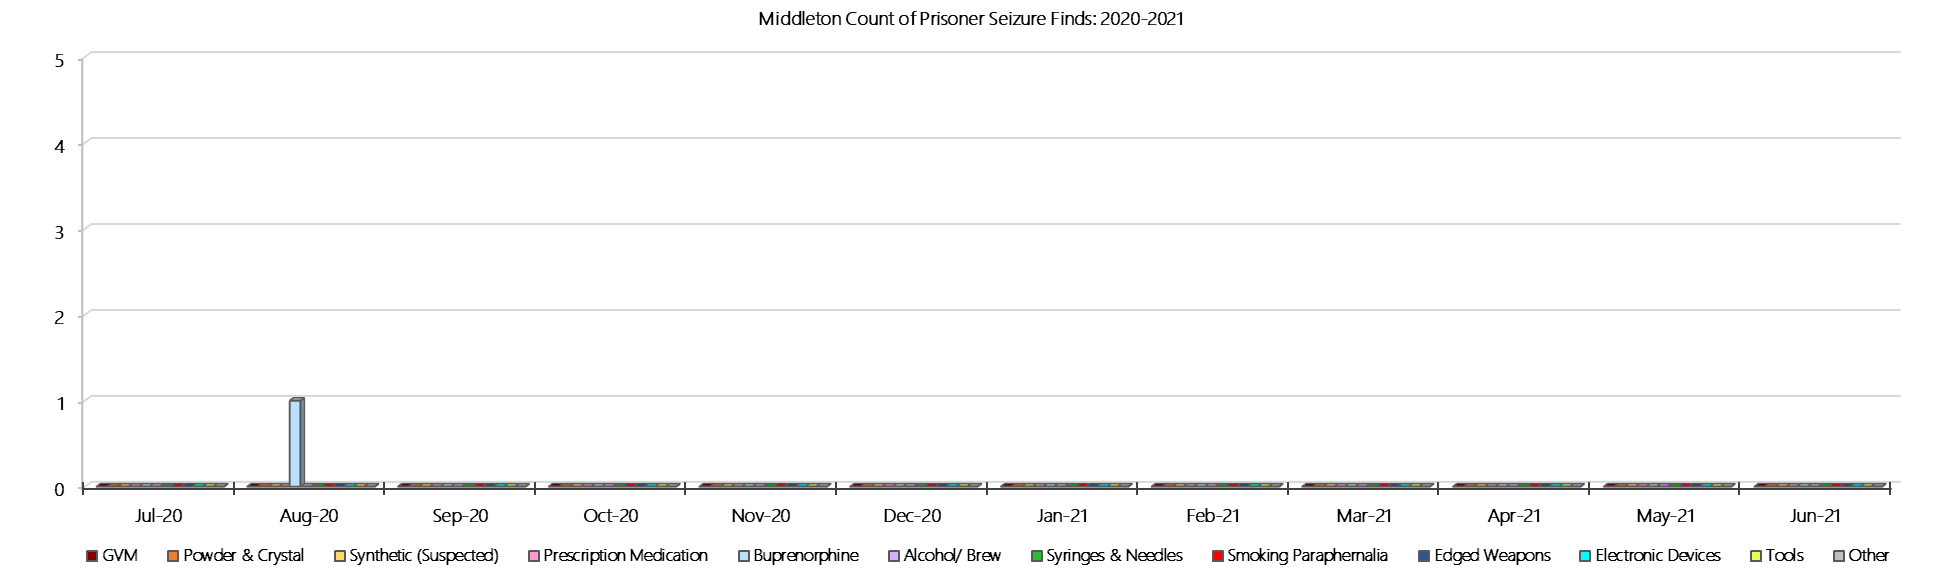 Middleton Count of Prisoner Seizure Finds: 2020-2021
5
4
3
2
1
0
Jul-20 Aug-20 Sep-20 Oct-20 Nov-20 Dec-20 Jan-21 Feb-21 Mar-21 Apr-21 May-21 Jun-21
GVM Powder & Crystal Synthetic (Suspected) Prescription Medication Buprenorphine Alcohol/ Brew Syringes & Needles Smoking Paraphernalia Edged Weapons Electronic Devices Tools Other